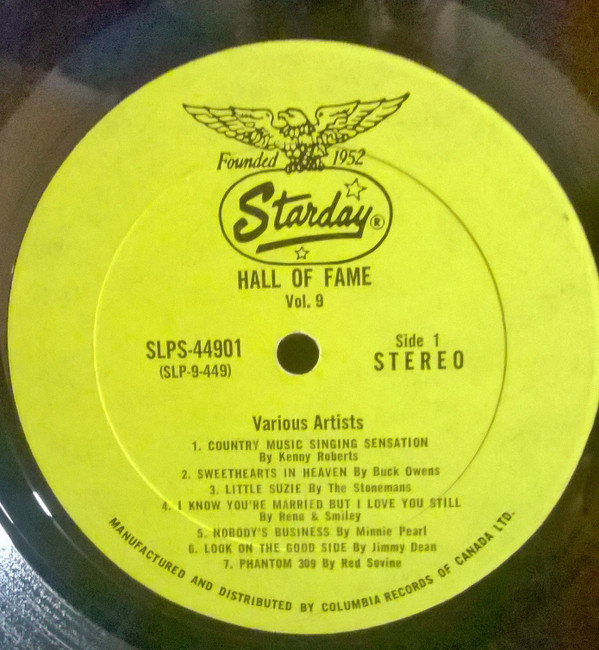 Founded 1952
Starday ®
HALL OF FAME
Vol. 9
SLPS-44901
(SLP-9-449)
Side 1
STEREO
Various Artists
1. COUNTRY MUSIC SINGING SENSATION
By Kenny Roberts
2. SWEETHEARTS IN HEAVEN By Buck Owens
3. LITTLE SUZIE By The Stonemans
4. I KNOW YOU'RE MARRIED BUT I LOVE YOU STILL
By Reno & Smiley
5. NOBODY'S BUSINESS By Minnie Pearl
6. LOOK ON THE GOOD SIDE By Jimmy Dean
7. PHANTOM 309 By Red Sovine
MANUFACTURED AND DISTRIBUTED BY COLUMBIA RECORDS OF CANADA LTD.